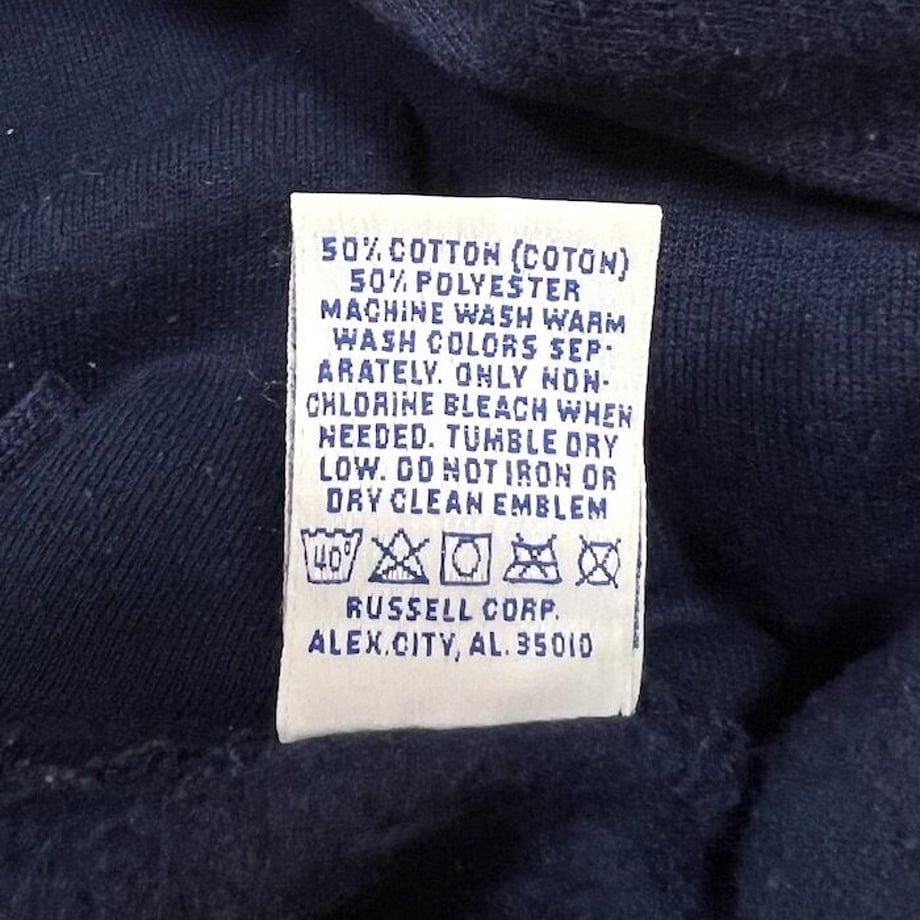 50% COTTON (COTON)
50% POLYESTER
MACHINE WASH WARM
WASH COLORS SEP-
ARATELY. ONLY NON-
CHLORINE BLEACH WHEN
NEEDED. TUMBLE DRY
LOW. DO NOT IRON OR
DRY CLEAN EMBLEM
40°
RUSSELL CORP.
ALEX.CITY, AL. 35010